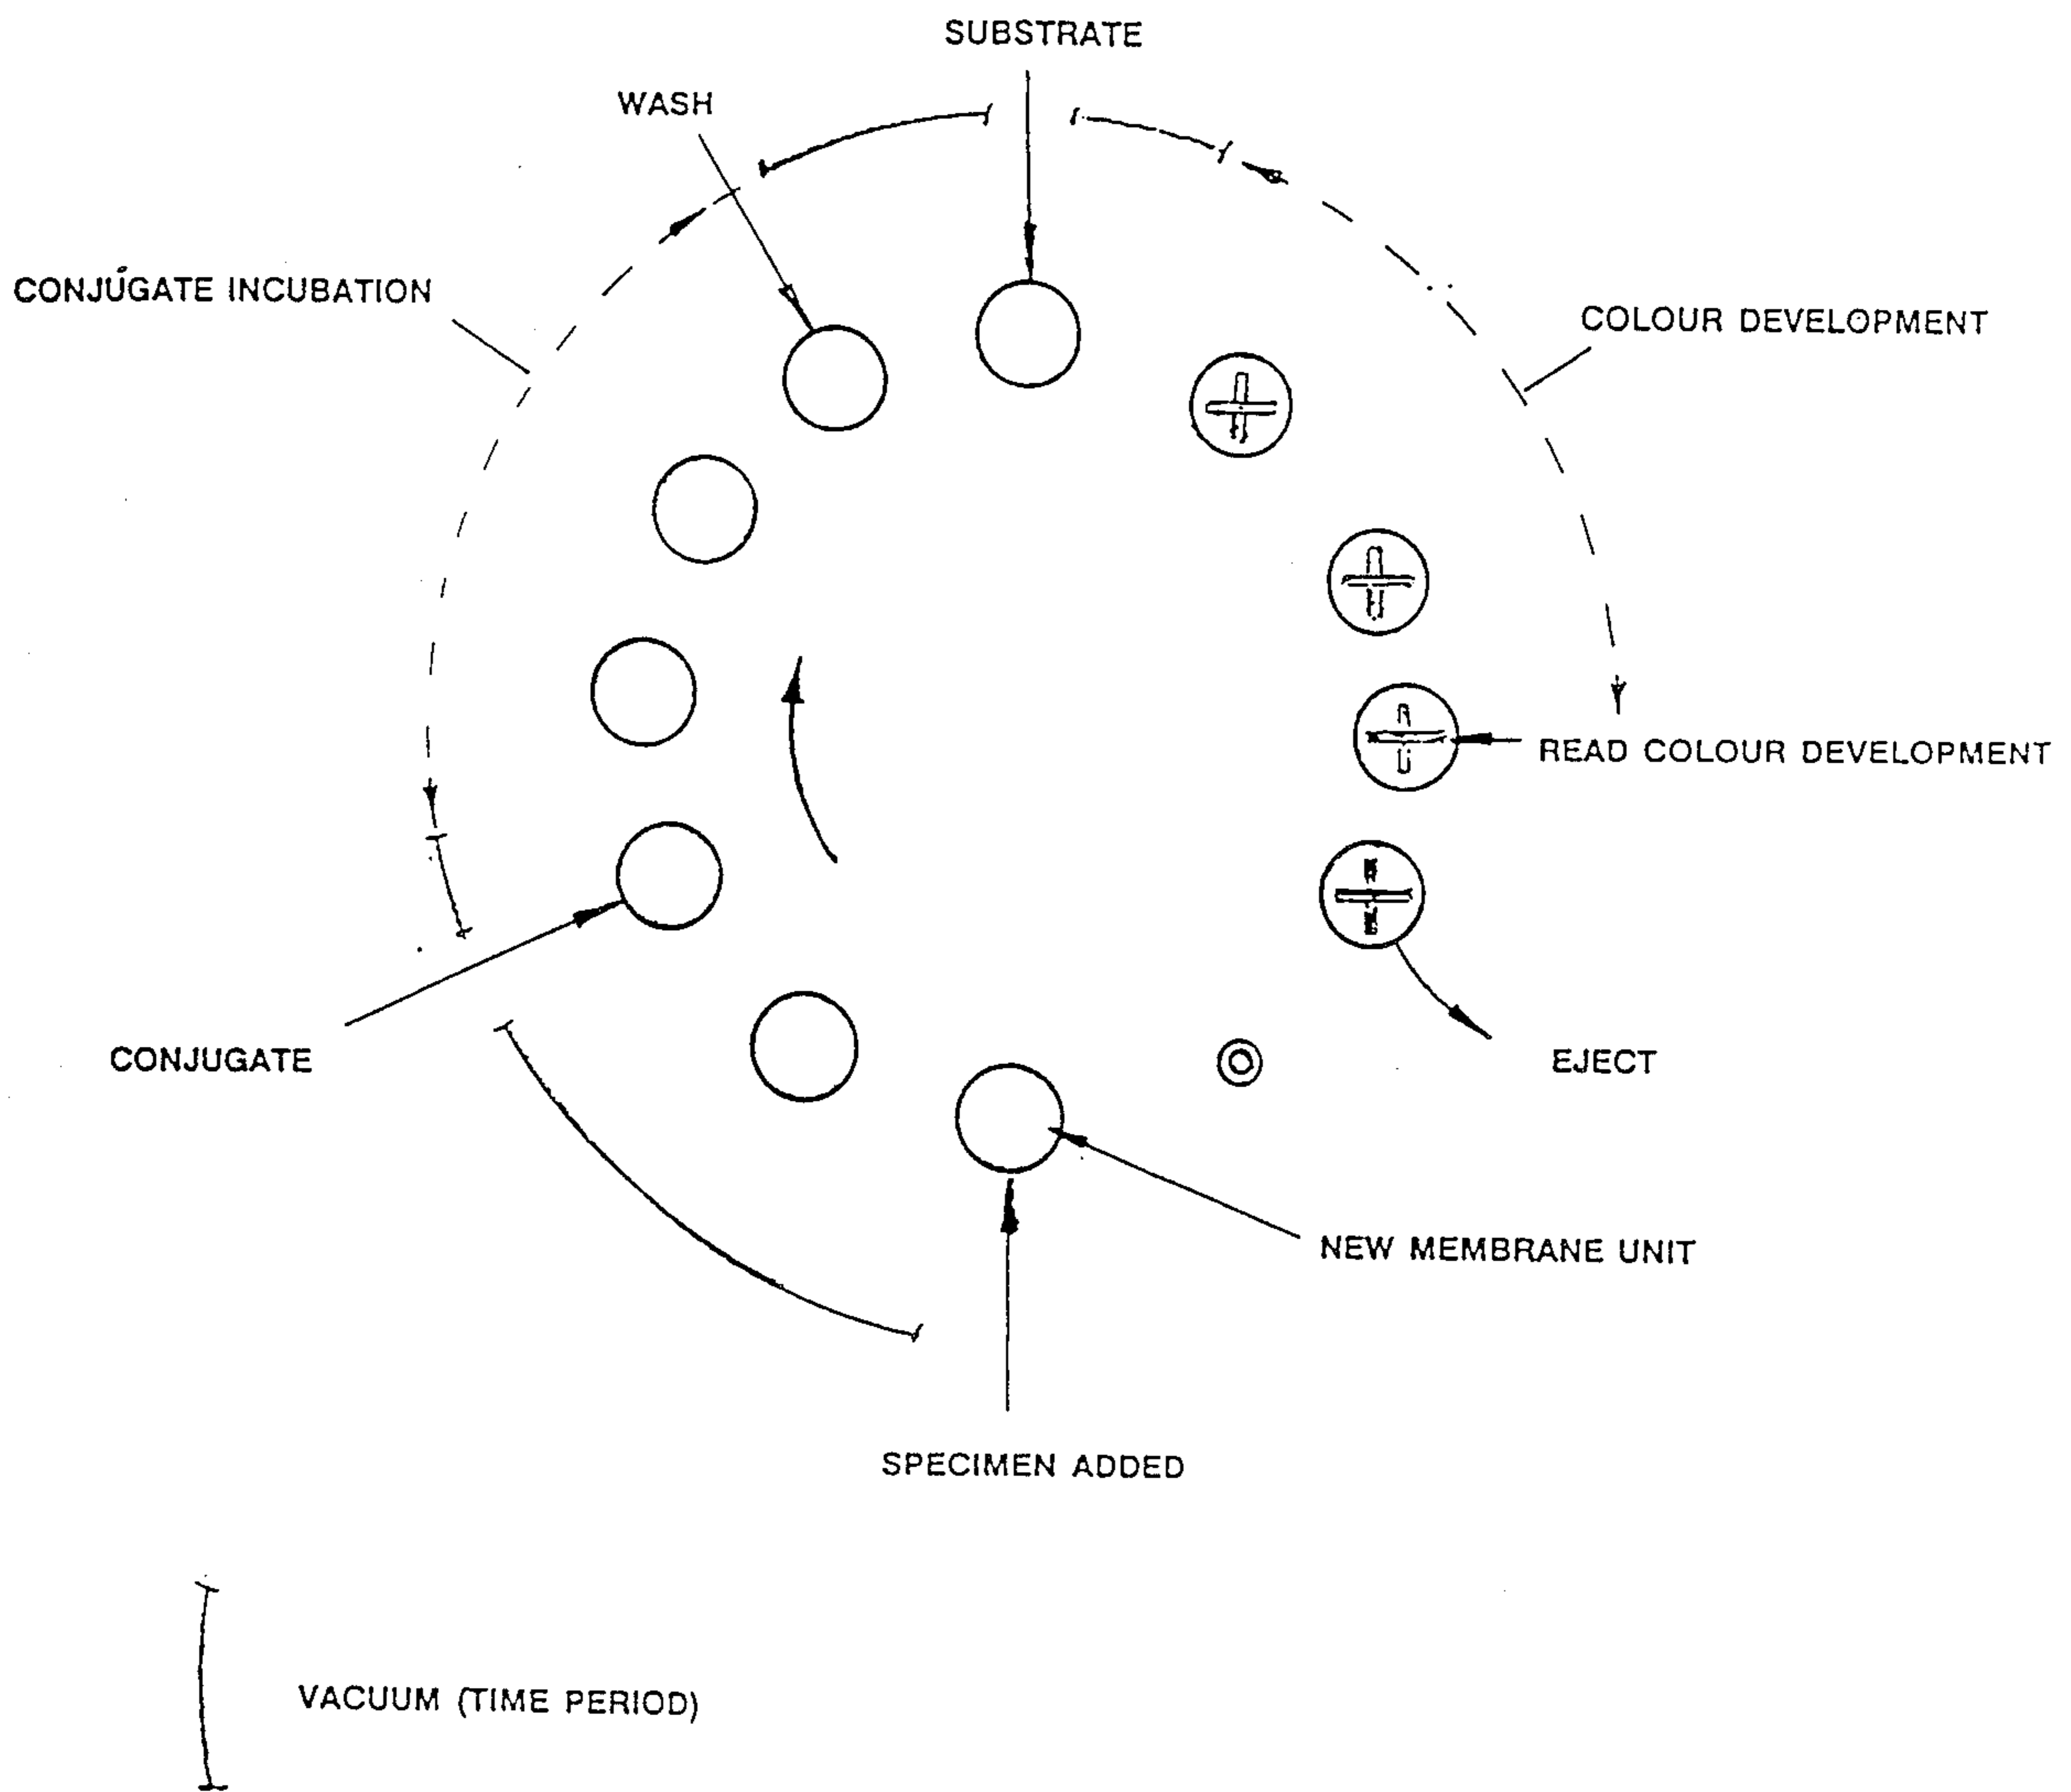 SUBSTRATE
WASH
CONJUGATE INCUBATION
COLOUR DEVELOPMENT
READ COLOUR DEVELOPMENT
CONJUGATE
EJECT
NEW MEMBRANE UNIT
SPECIMEN ADDED
VACUUM (TIME PERIOD)